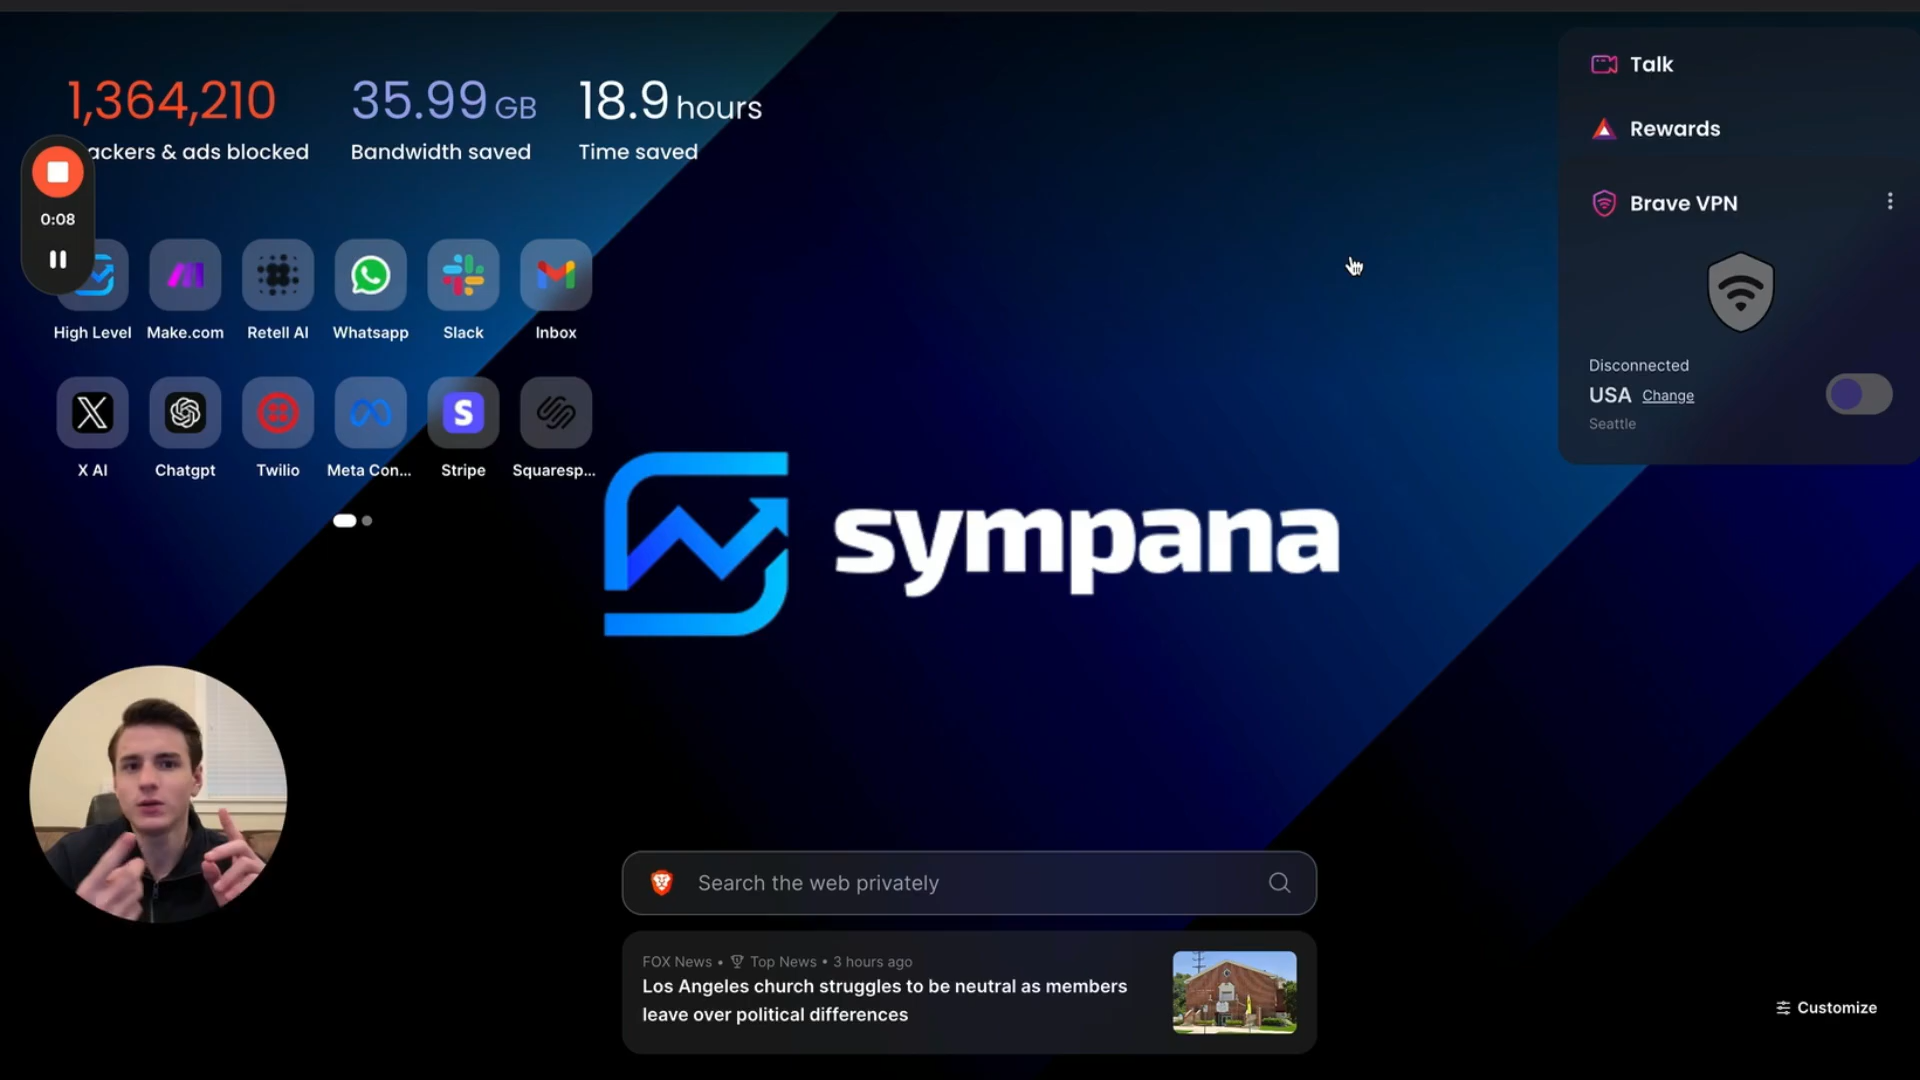 1,364,210
35.99 GB
18.9 hours
ackers & ads blocked
Bandwidth saved
Time saved
0:08
High Level
Make.com
Retell AI
Whatsapp
Slack
Inbox
X AI
Chatgpt
Twilio
Meta Con...
Stripe
Squaresp...
Talk
Rewards
Brave VPN
Disconnected
USA Change
Seattle
sympana
Search the web privately
FOX News • Top News • 3 hours ago
Los Angeles church struggles to be neutral as members
leave over political differences
Customize